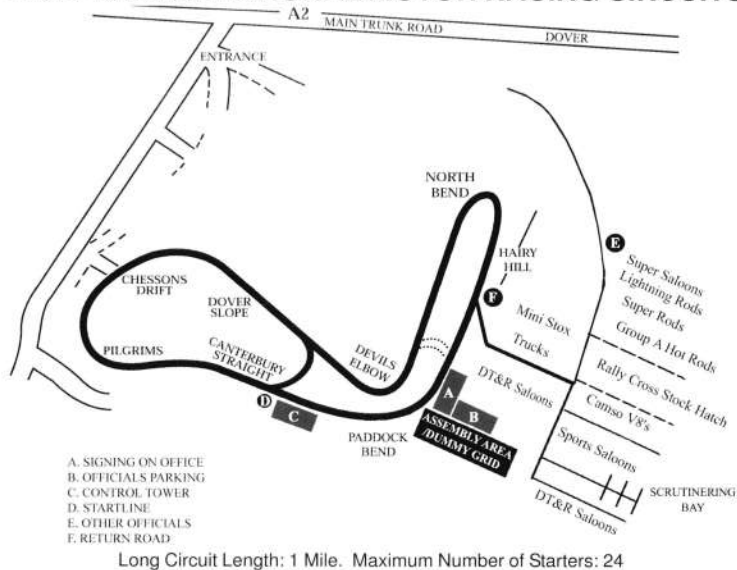 A2
MAIN TRUNK ROAD
DOVER
ENTRANCE
NORTH
BEND
HAIRY
HILL
E
Super Saloons
Lightning Rods
Super Rods
Group A Hot Rods
Rally Cross Stock Hatch
Camso V8's
Sports Saloons
DT&R Saloons
SCRUTINERING
BAY
F
Mini Stox
Trucks
DT&R Saloons
CHESSONS
DRIFT
DOVER
SLOPE
PILGRIMS
CANTERBURY
STRAIGHT
DEVILS
ELBOW
D
C
A
B
ASSEMBLY AREA
/DUMMY GRID
PADDOCK
BEND
A. SIGNING ON OFFICE
B. OFFICIALS PARKING
C. CONTROL TOWER
D. STARTLINE
E. OTHER OFFICIALS
F. RETURN ROAD
Long Circuit Length: 1 Mile. Maximum Number of Starters: 24